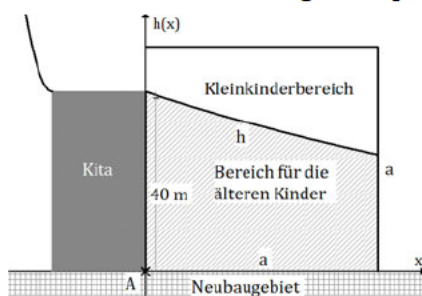 h(x)
Kleinkinderbereich
h
Kita
Bereich für die
älteren Kinder
a
40 m
a
x
A
Neubaugebiet